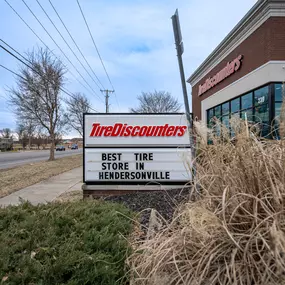 TireDiscounters
BEST TIRE
STORE IN
HENDERSONVILLE
TireDiscounters